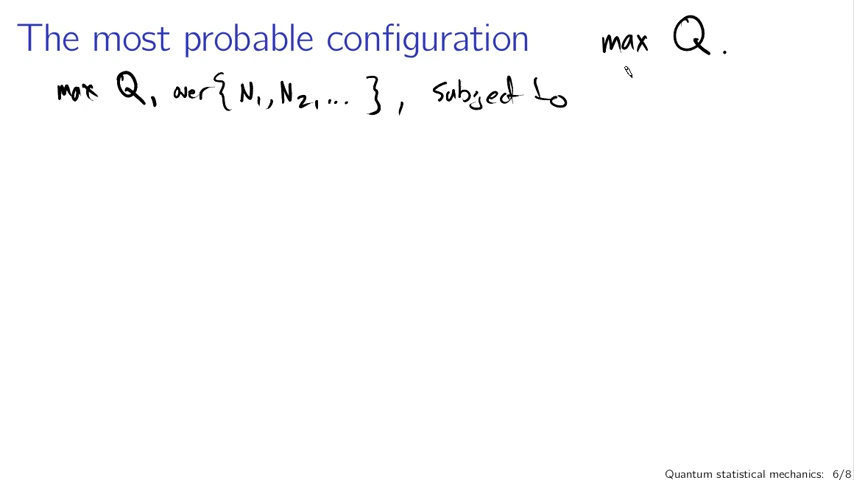 The most probable configuration max Q.
max Q, over { N1, N2, ... }, subject to
Quantum statistical mechanics: 6/8